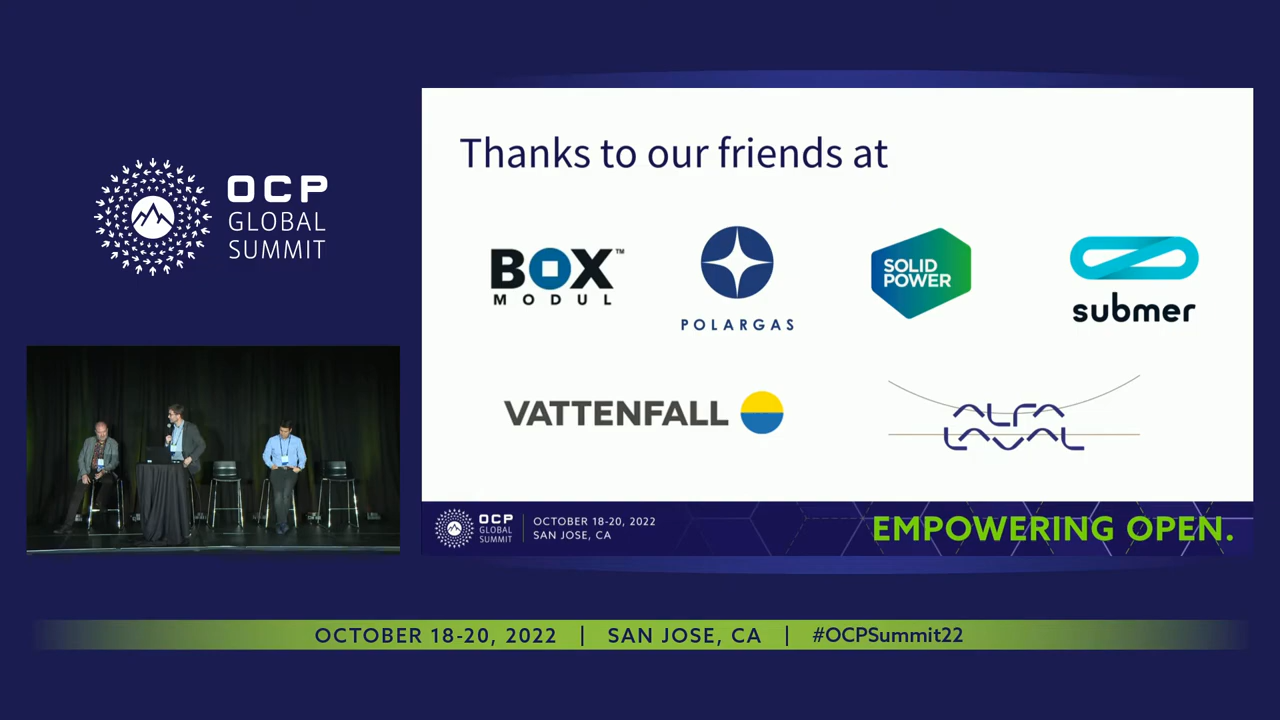 OCP
GLOBAL
SUMMIT
Thanks to our friends at
BOX™
MODUL
POLARGAS
SOLID
POWER
submer
VATTENFALL
ALFA
LAVAL
OCP
GLOBAL
SUMMIT
OCTOBER 18-20, 2022
SAN JOSE, CA
EMPOWERING OPEN.
OCTOBER 18-20, 2022 | SAN JOSE, CA | #OCPSummit22